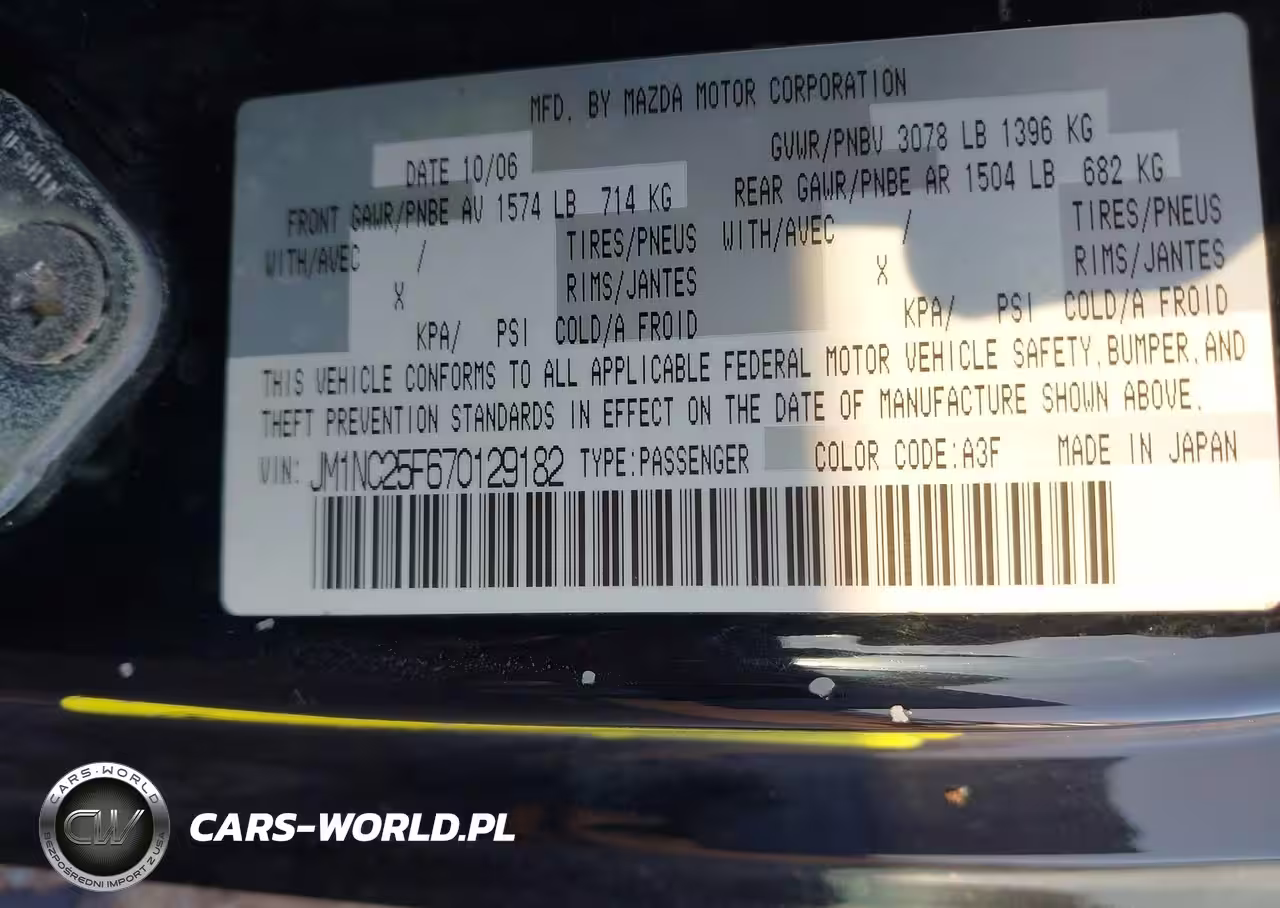 MFD. BY MAZDA MOTOR CORPORATION
DATE 10/06 GVWR/PNBV 3078 LB 1396 KG
FRONT GAWR/PNBE AV 1574 LB 714 KG REAR GAWR/PNBE AR 1504 LB 682 KG
WITH/AVEC / TIRES/PNEUS WITH/AVEC / TIRES/PNEUS
X RIMS/JANTES X RIMS/JANTES
KPA/ PSI COLD/A FROID KPA/ PSI COLD/A FROID
THIS VEHICLE CONFORMS TO ALL APPLICABLE FEDERAL MOTOR VEHICLE SAFETY, BUMPER, AND
THEFT PREVENTION STANDARDS IN EFFECT ON THE DATE OF MANUFACTURE SHOWN ABOVE.
VIN: JM1NC25F670129182 TYPE:PASSENGER COLOR CODE:A3F MADE IN JAPAN
CARS-WORLD
CW
BEZPOŚREDNI IMPORT Z USA
CARS-WORLD.PL